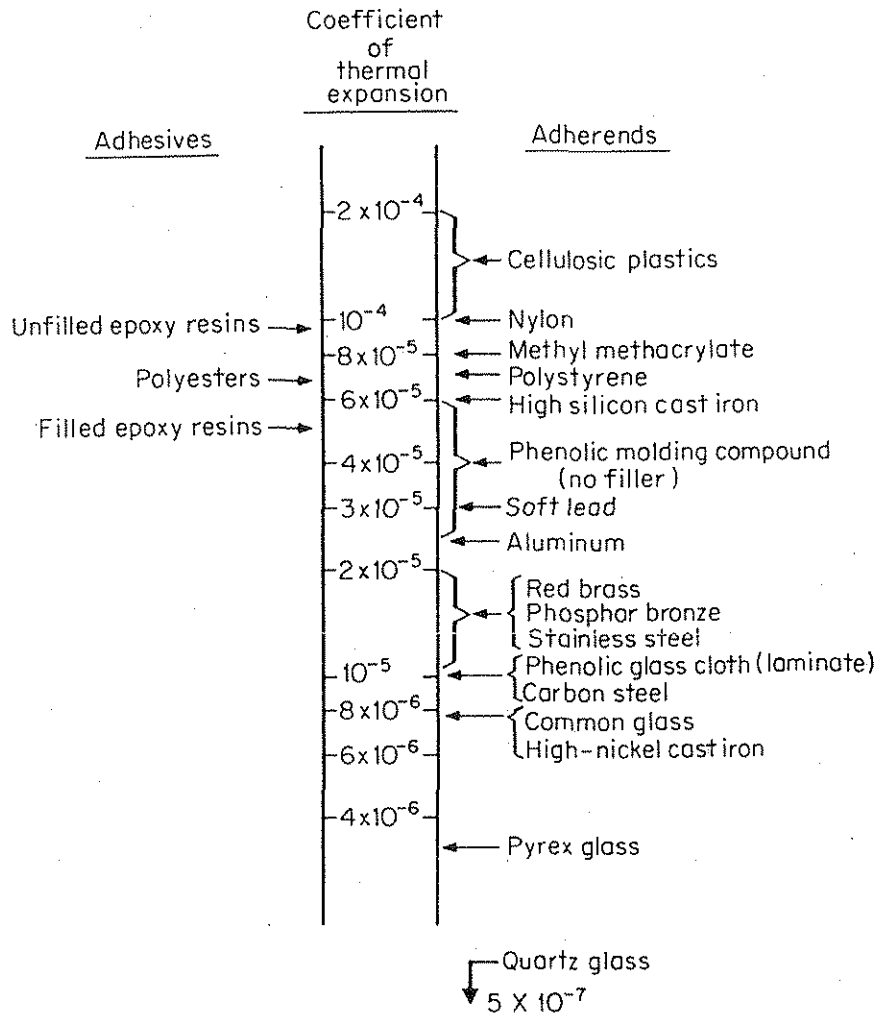 Coefficient
of
thermal
expansion
Adhesives
Adherends
2 x 10⁻⁴
Cellulosic plastics
Unfilled epoxy resins
10⁻⁴
Nylon
8 x 10⁻⁵
Methyl methacrylate
Polyesters
Polystyrene
6 x 10⁻⁵
High silicon cast iron
Filled epoxy resins
4 x 10⁻⁵
Phenolic molding compound
(no filler)
3 x 10⁻⁵
Soft lead
Aluminum
2 x 10⁻⁵
Red brass
Phosphar bronze
Stainless steel
10⁻⁵
Phenolic glass cloth (laminate)
Carbon steel
8 x 10⁻⁶
Common glass
6 x 10⁻⁶
High-nickel cast iron
4 x 10⁻⁶
Pyrex glass
Quartz glass
5 X 10⁻⁷